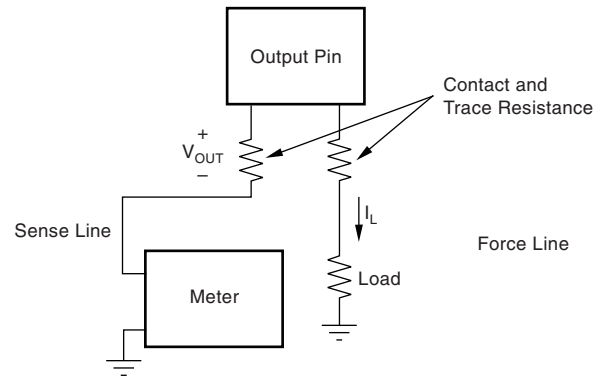 Output Pin
Contact and
Trace Resistance
+
V_OUT
–
Sense Line
I_L
Force Line
Meter
Load